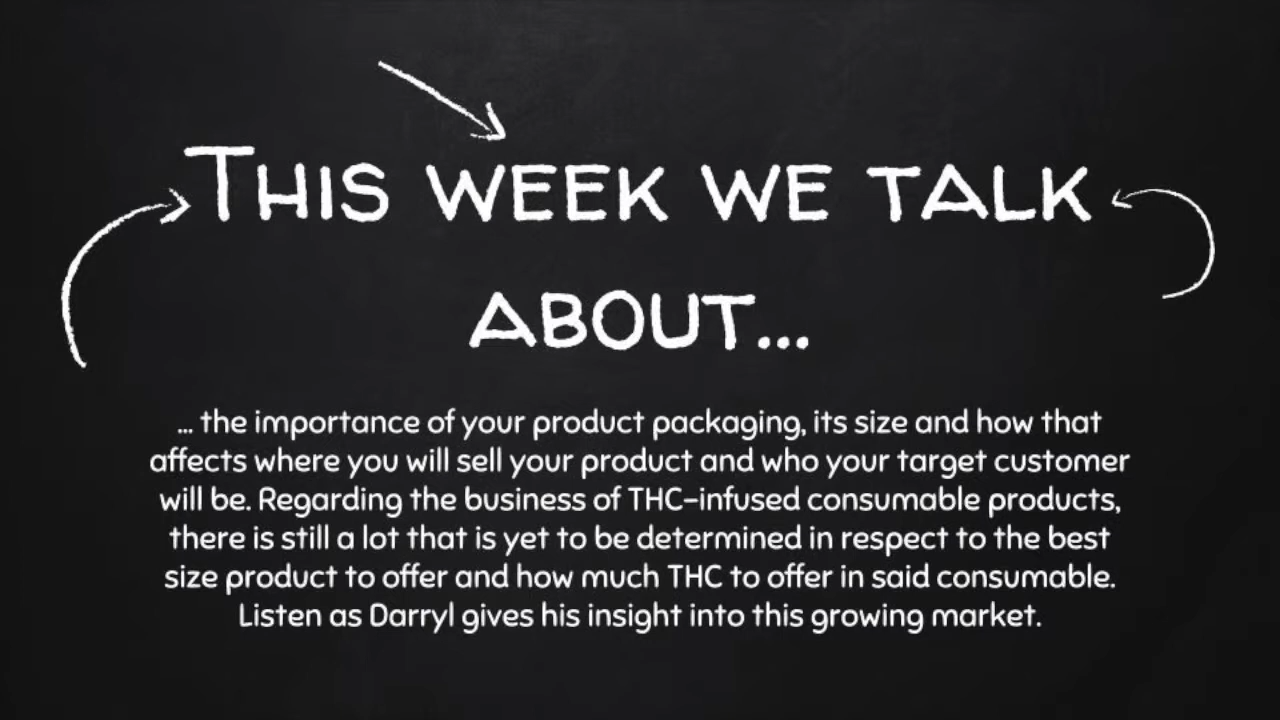 This week we talk
about...
... the importance of your product packaging, its size and how that
affects where you will sell your product and who your target customer
will be. Regarding the business of THC-infused consumable products,
there is still a lot that is yet to be determined in respect to the best
size product to offer and how much THC to offer in said consumable.
Listen as Darryl gives his insight into this growing market.